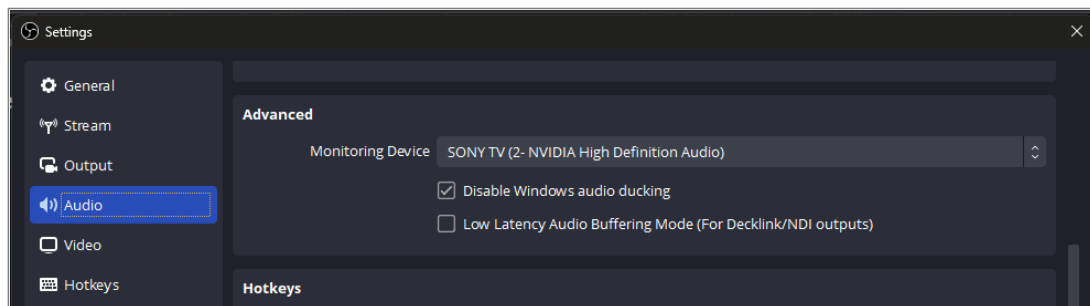 Settings
General
Stream
Output
Audio
Video
Hotkeys
Advanced
Monitoring Device SONY TV (2- NVIDIA High Definition Audio)
Disable Windows audio ducking
Low Latency Audio Buffering Mode (For Decklink/NDI outputs)
Hotkeys